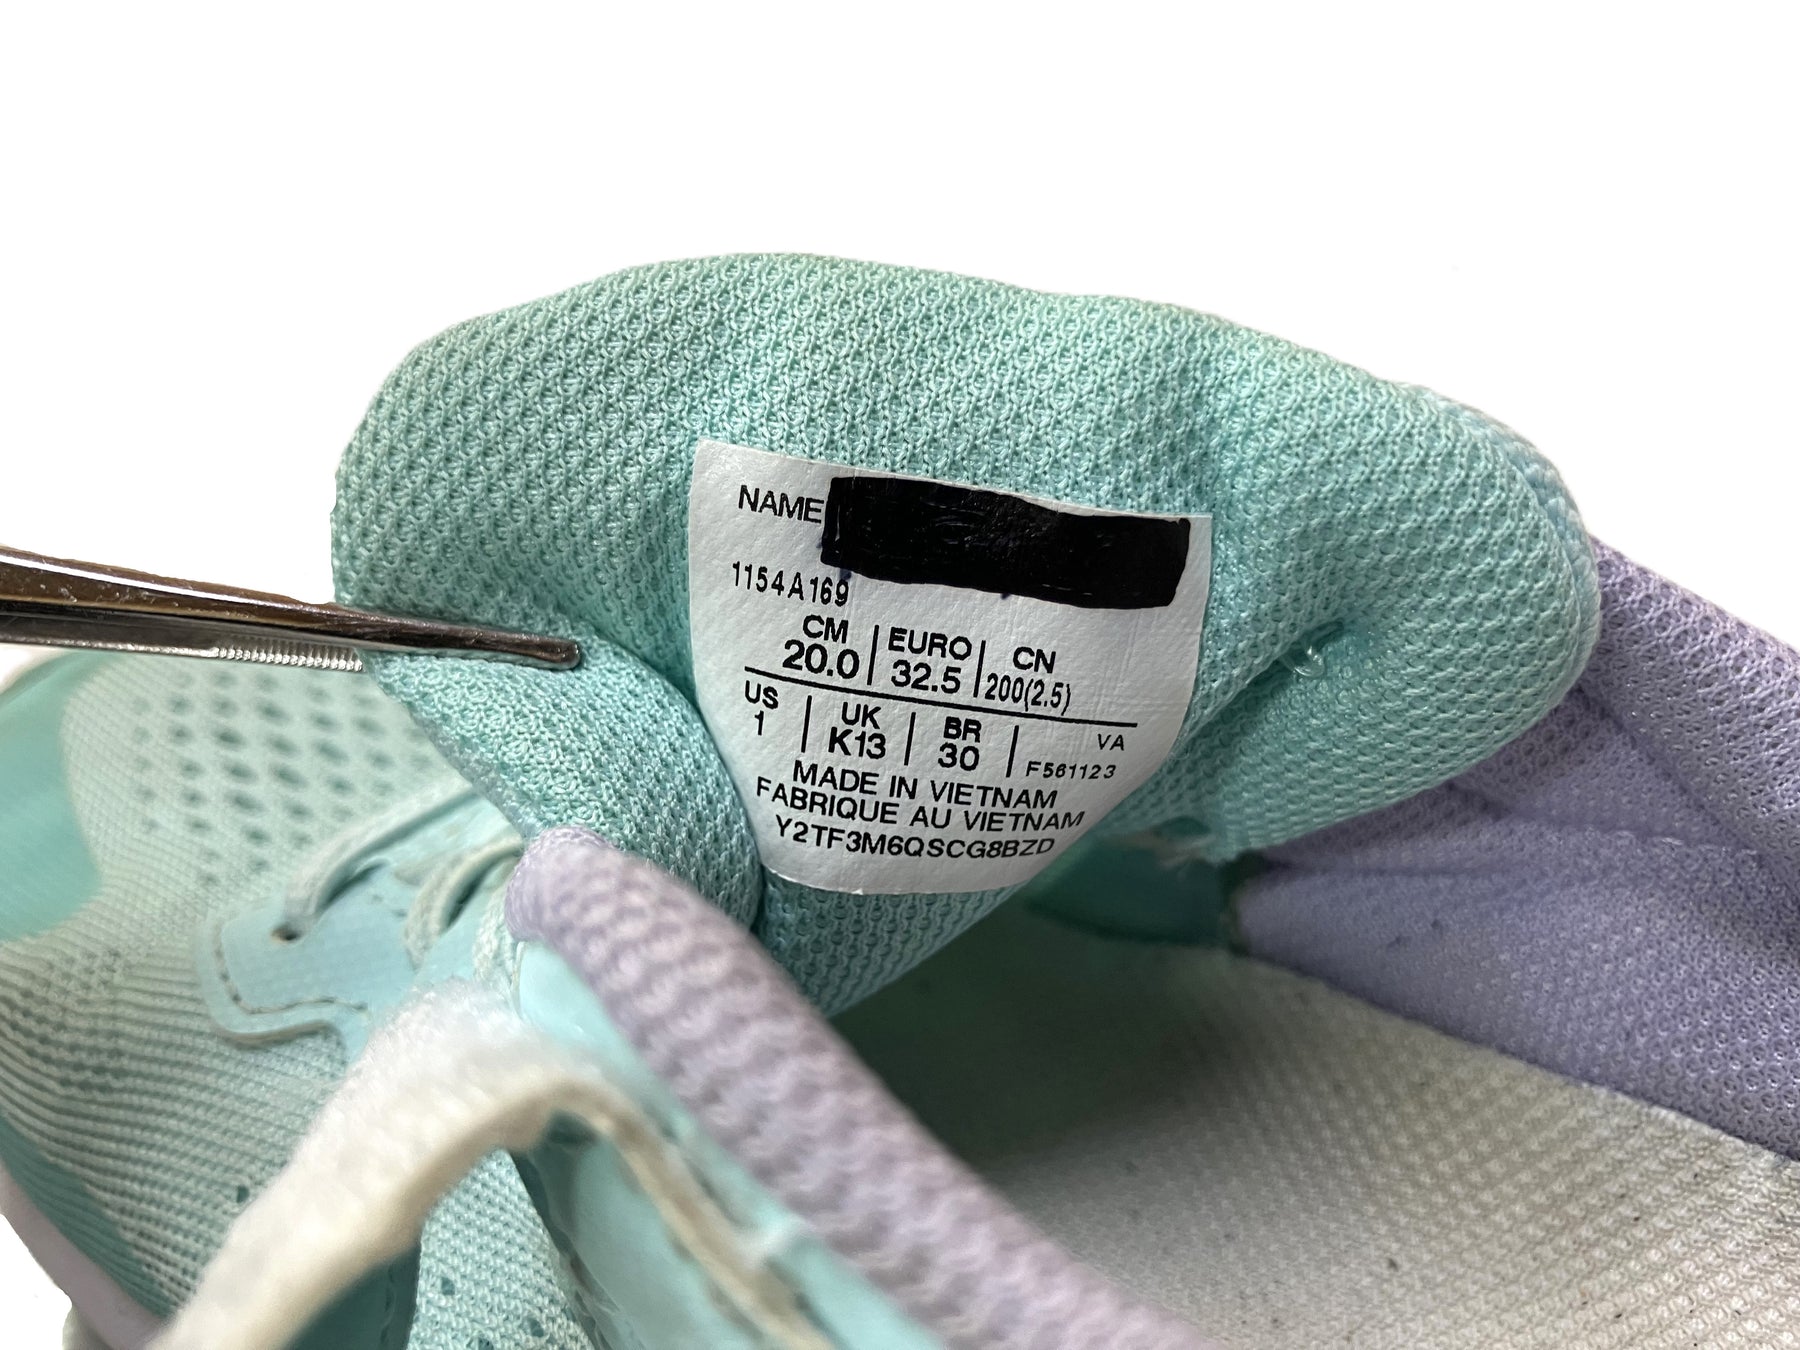 NAME
1154A169
CM EURO CN
20.0 32.5 200(2.5)
US UK BR VA
1 K13 30 F561123
MADE IN VIETNAM
FABRIQUE AU VIETNAM
Y2TF3M6QSCG8BZD